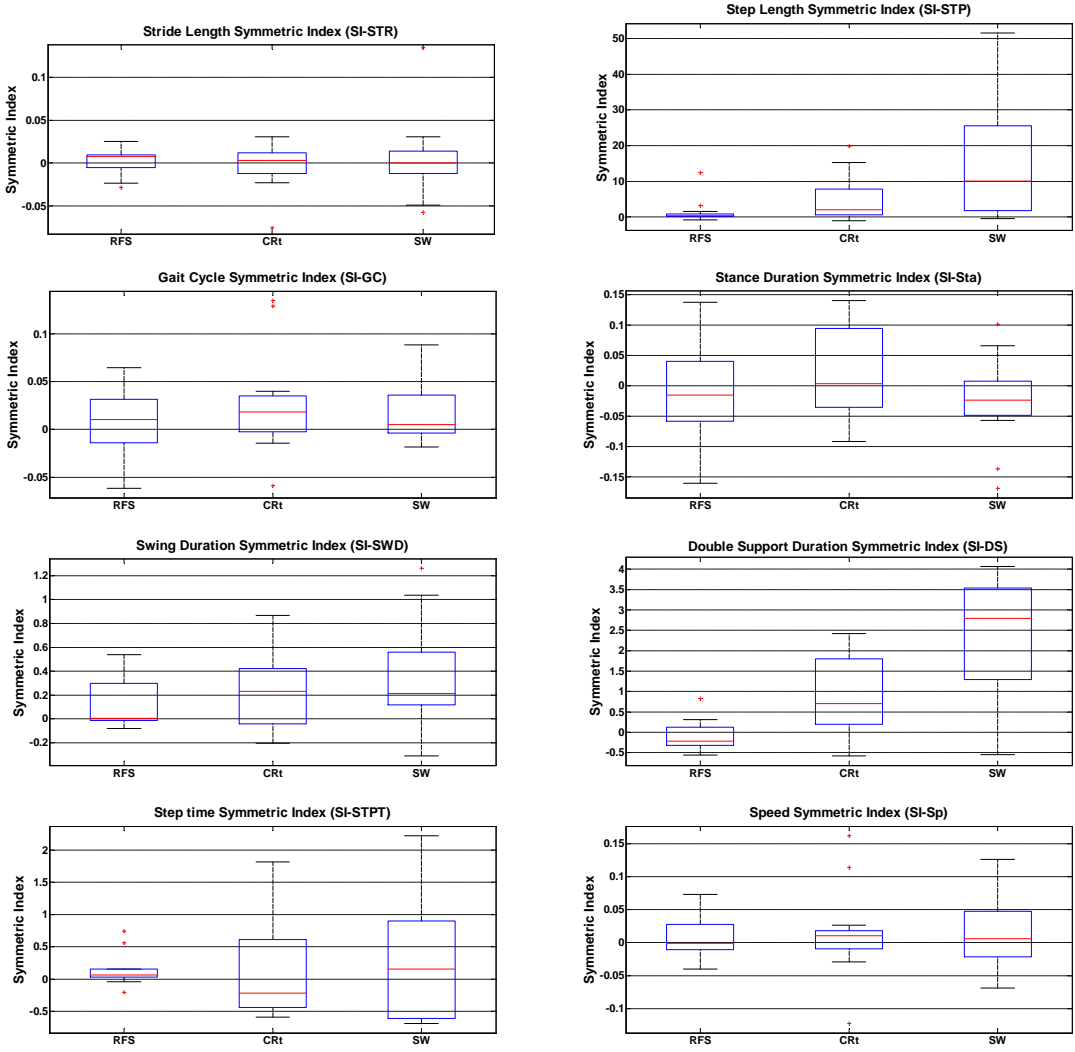 Stride Length Symmetric Index (SI-STR)
Symmetric Index
0.1
0.05
0
-0.05
RFS CRt SW
Step Length Symmetric Index (SI-STP)
Symmetric Index
50
40
30
20
10
0
RFS CRt SW
Gait Cycle Symmetric Index (SI-GC)
Symmetric Index
0.1
0.05
0
-0.05
RFS CRt SW
Stance Duration Symmetric Index (SI-Sta)
Symmetric Index
0.15
0.1
0.05
0
-0.05
-0.1
-0.15
RFS CRt SW
Swing Duration Symmetric Index (SI-SWD)
Symmetric Index
1.2
1
0.8
0.6
0.4
0.2
0
-0.2
RFS CRt SW
Double Support Duration Symmetric Index (SI-DS)
Symmetric Index
4
3.5
3
2.5
2
1.5
1
0.5
0
-0.5
RFS CRt SW
Step time Symmetric Index (SI-STPT)
Symmetric Index
2
1.5
1
0.5
0
-0.5
RFS CRt SW
Speed Symmetric Index (SI-Sp)
Symmetric Index
0.15
0.1
0.05
0
-0.05
-0.1
RFS CRt SW